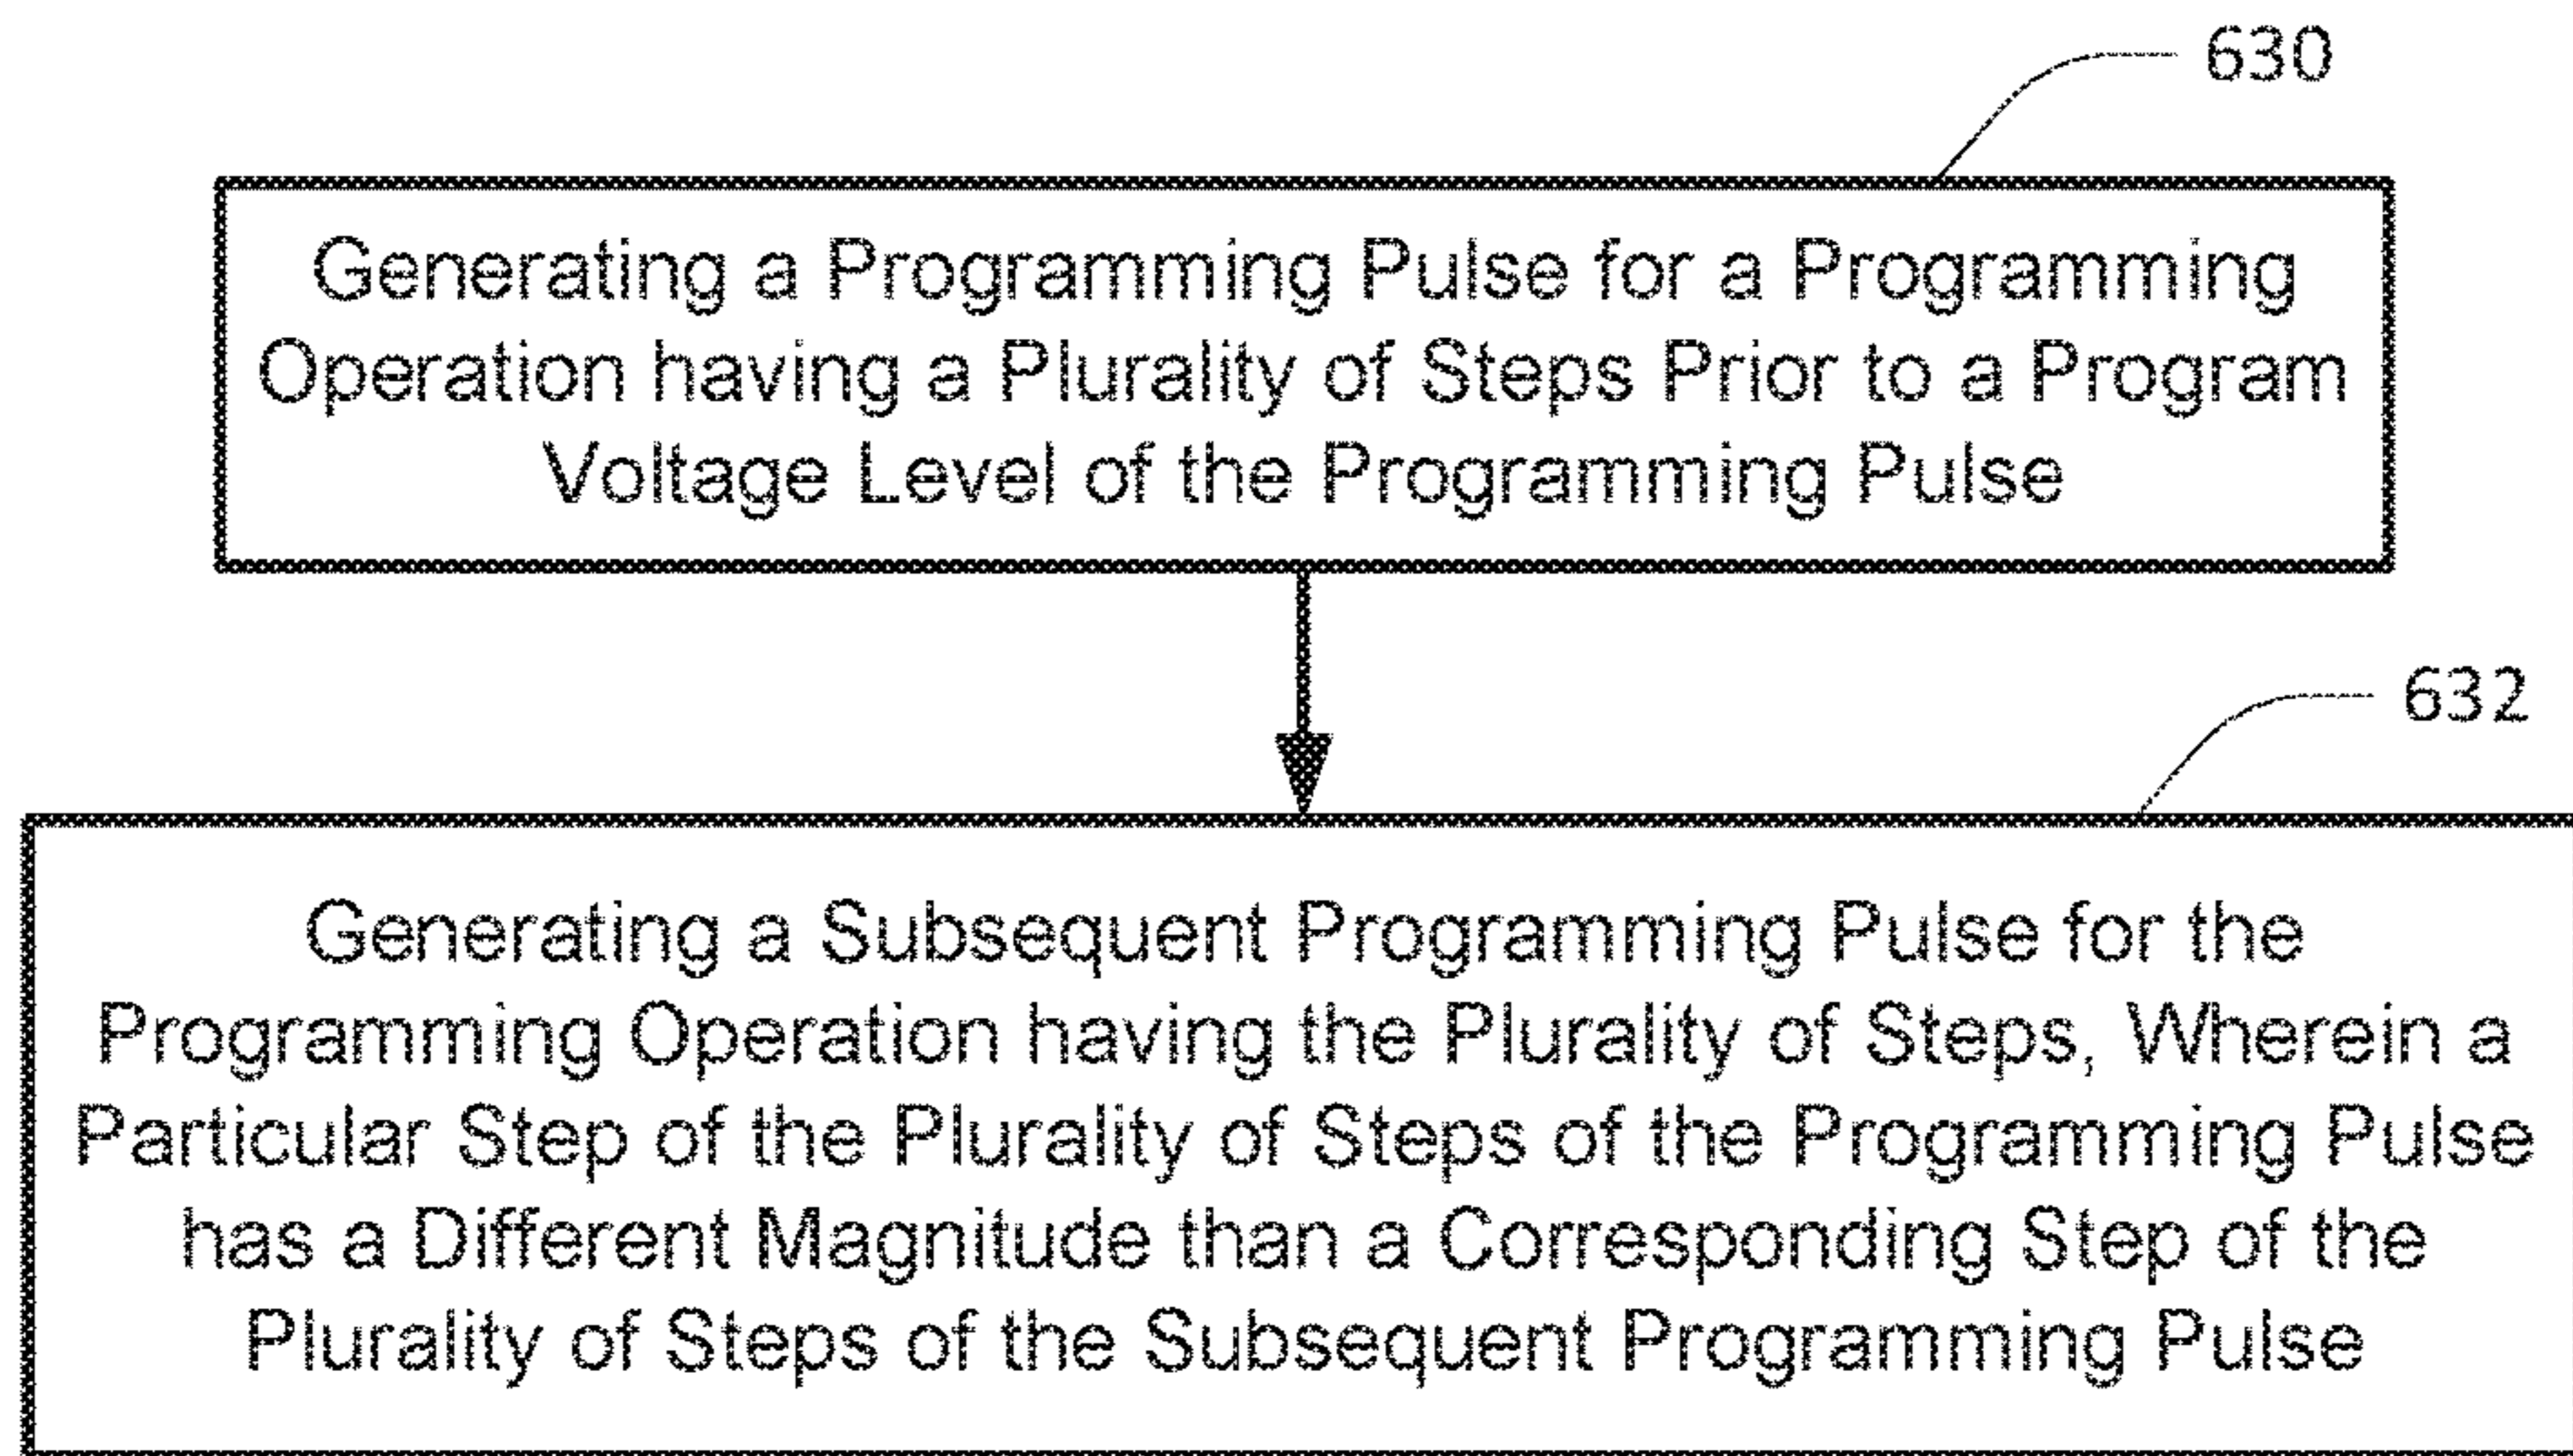 630
Generating a Programming Pulse for a Programming
Operation having a Plurality of Steps Prior to a Program
Voltage Level of the Programming Pulse
632
Generating a Subsequent Programming Pulse for the
Programming Operation having the Plurality of Steps, Wherein a
Particular Step of the Plurality of Steps of the Programming Pulse
has a Different Magnitude than a Corresponding Step of the
Plurality of Steps of the Subsequent Programming Pulse